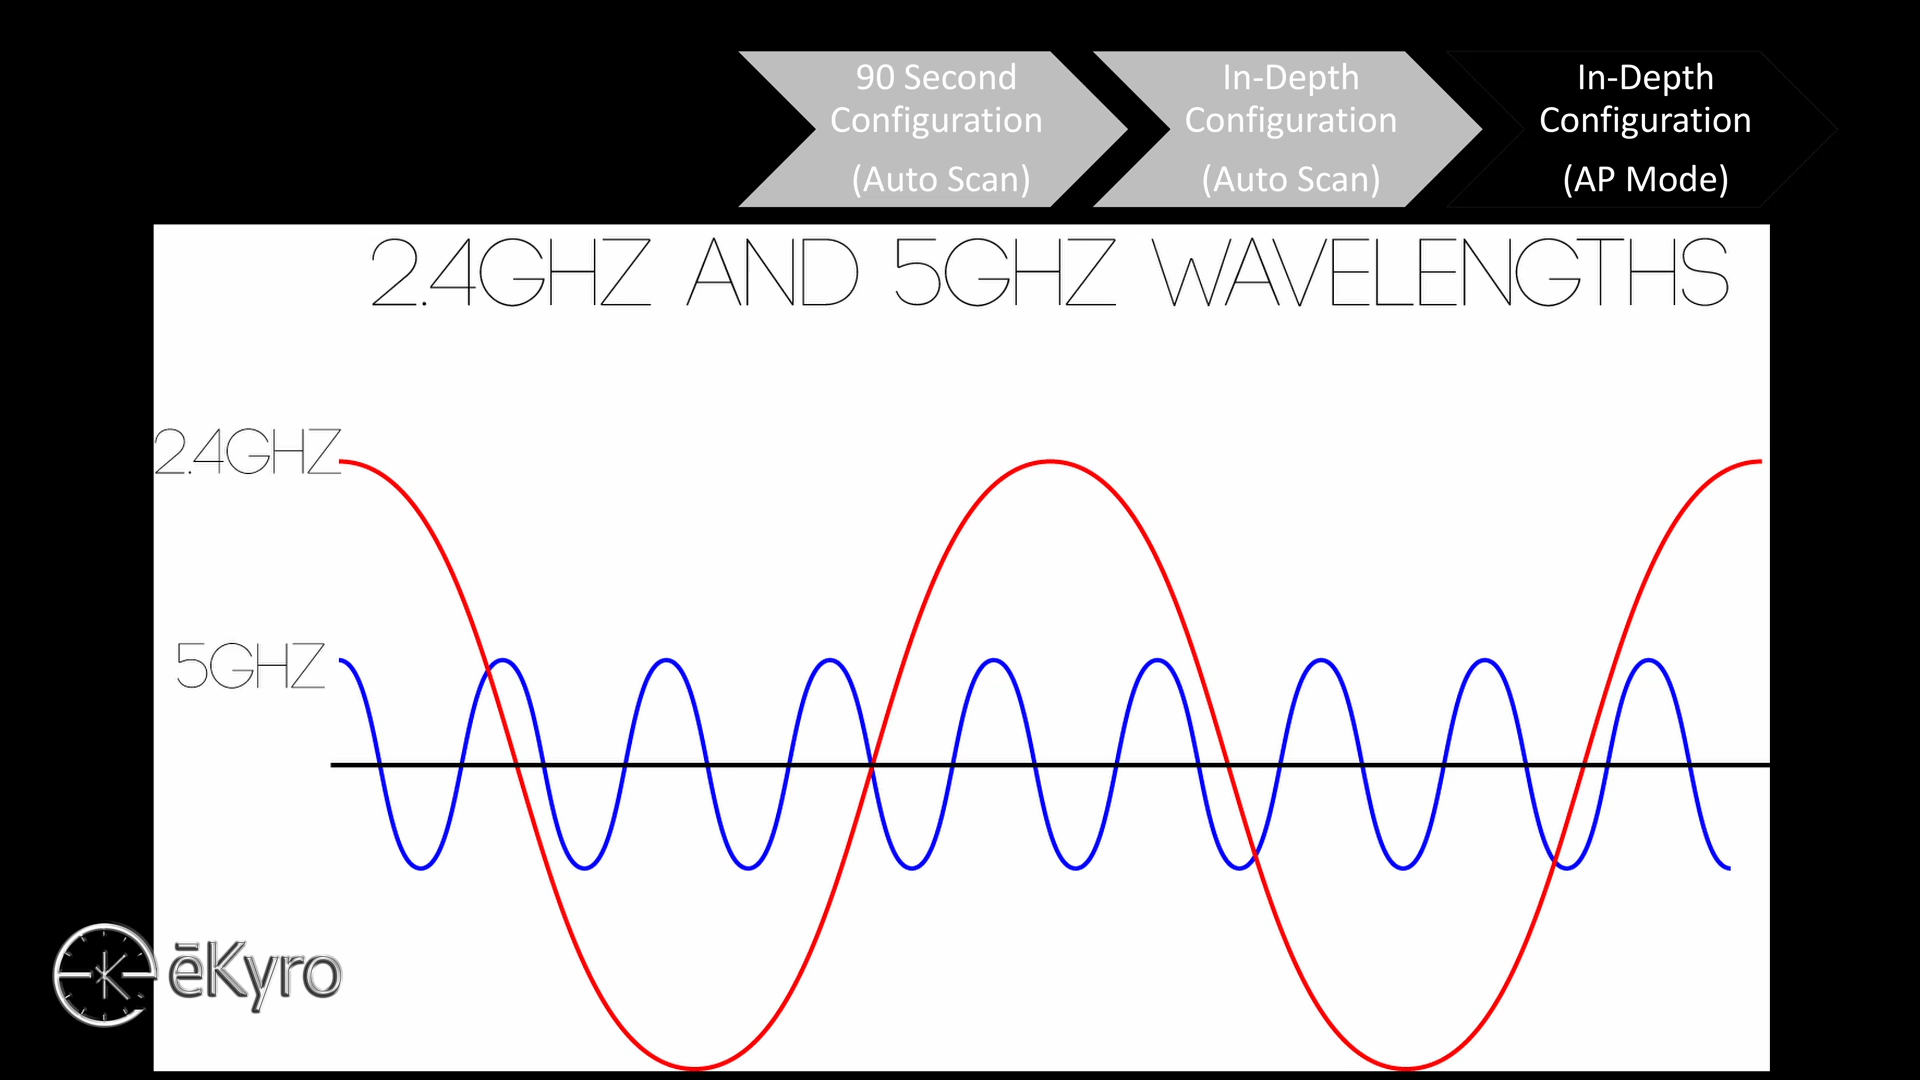 90 Second
Configuration
(Auto Scan)
In-Depth
Configuration
(Auto Scan)
In-Depth
Configuration
(AP Mode)
2.4GHZ AND 5GHZ WAVELENGTHS
2.4GHZ
5GHZ
ēKyro